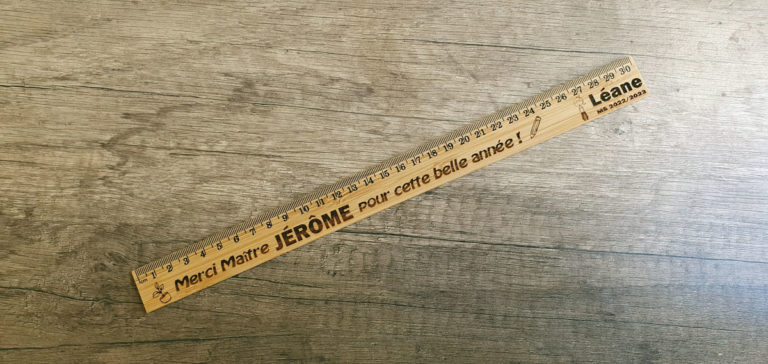 cm 1 2 3 4 5 6 7 8 9 10 11 12 13 14 15 16 17 18 19 20 21 22 23 24 25 26 27 28 29 30
Merci Maître JÉRÔME pour cette belle année !
Léane
MS 2022/2023